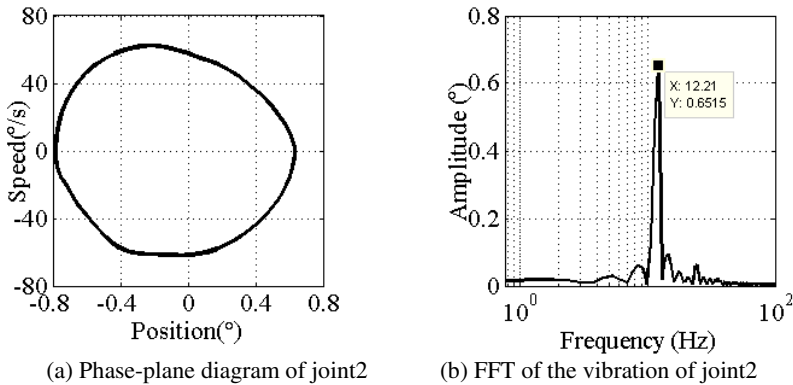 80
40
0
-40
-80
Speed(°/s)
-0.8 -0.4 0 0.4 0.8
Position(°)
(a) Phase-plane diagram of joint2
0.8
0.6
0.4
0.2
0
Amplitude (°)
X: 12.21
Y: 0.6515
10^0 10^2
Frequency (Hz)
(b) FFT of the vibration of joint2